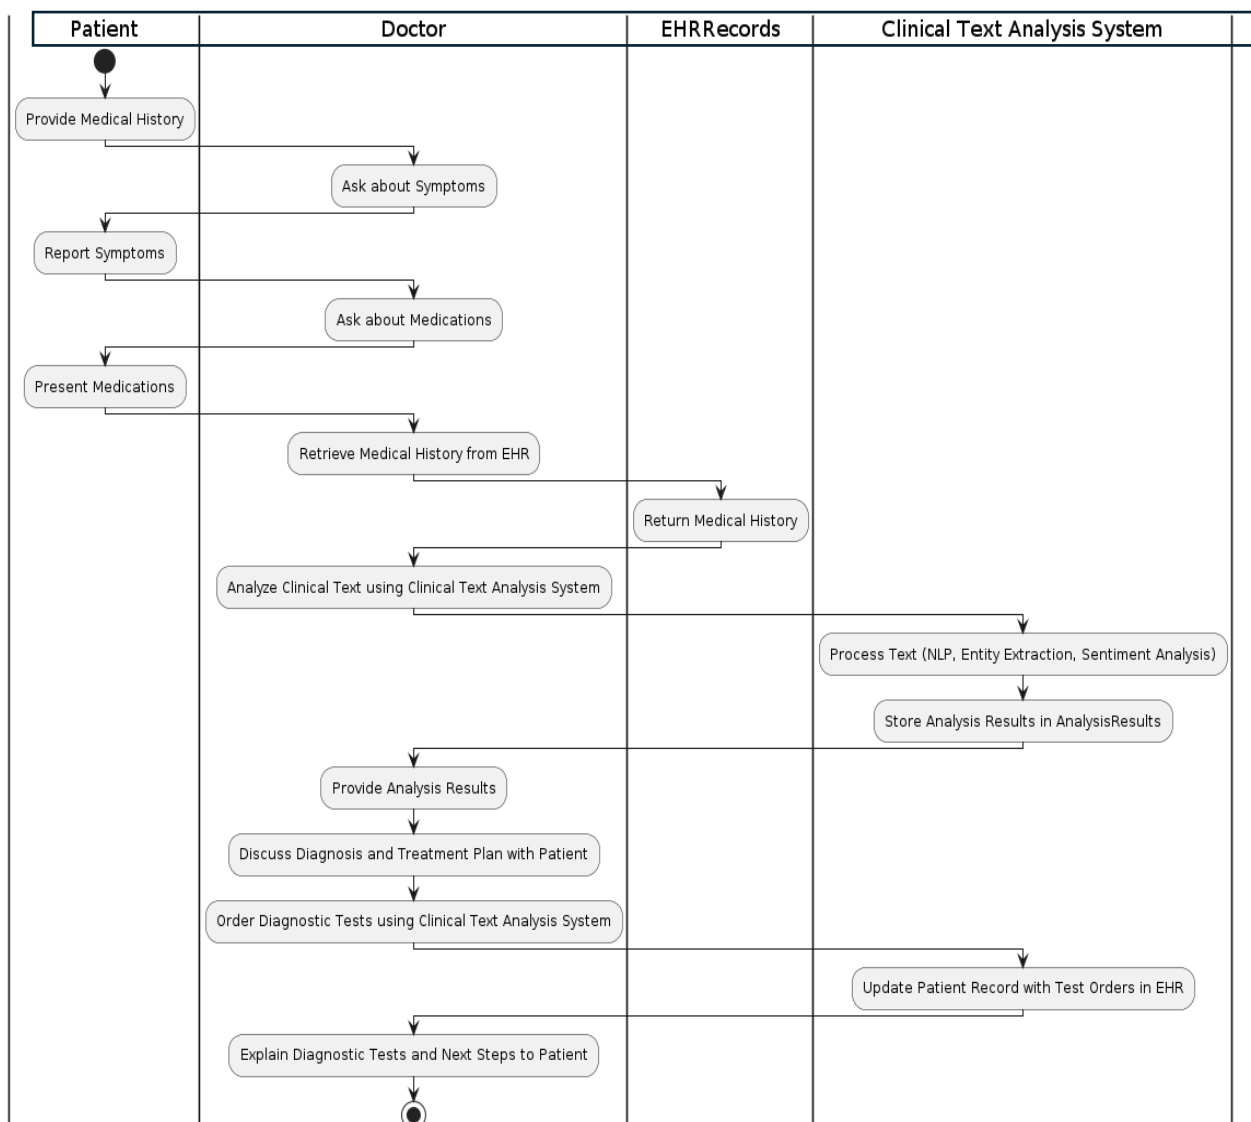 Patient
Doctor
EHRRecords
Clinical Text Analysis System
Provide Medical History
Ask about Symptoms
Report Symptoms
Ask about Medications
Present Medications
Retrieve Medical History from EHR
Return Medical History
Analyze Clinical Text using Clinical Text Analysis System
Process Text (NLP, Entity Extraction, Sentiment Analysis)
Store Analysis Results in AnalysisResults
Provide Analysis Results
Discuss Diagnosis and Treatment Plan with Patient
Order Diagnostic Tests using Clinical Text Analysis System
Update Patient Record with Test Orders in EHR
Explain Diagnostic Tests and Next Steps to Patient